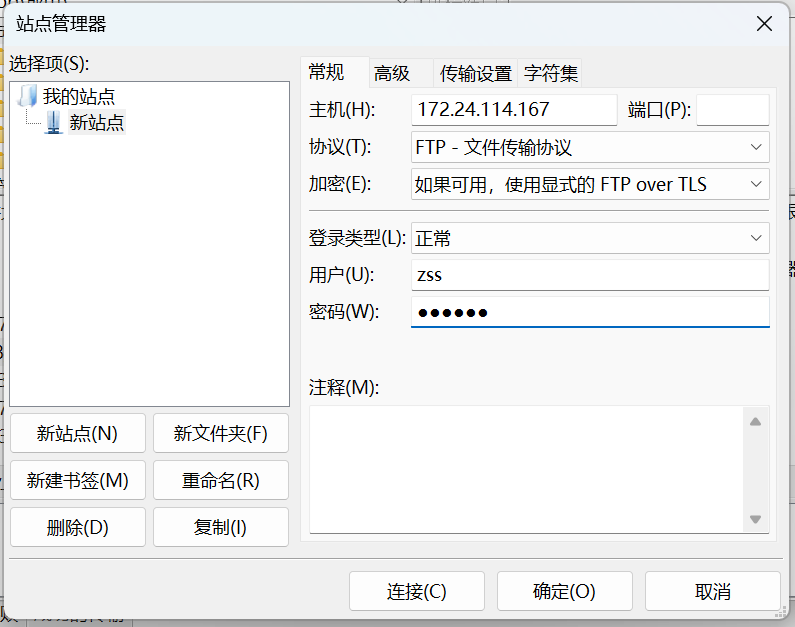 站点管理器
选择项(S):
我的站点
新站点
新站点(N)
新文件夹(F)
新建书签(M)
重命名(R)
删除(D)
复制(I)
常规
高级
传输设置
字符集
主机(H):
172.24.114.167
端口(P):
协议(T):
FTP - 文件传输协议
加密(E):
如果可用，使用显式的 FTP over TLS
登录类型(L):
正常
用户(U):
zss
密码(W):
●●●●●●
注释(M):
连接(C)
确定(O)
取消